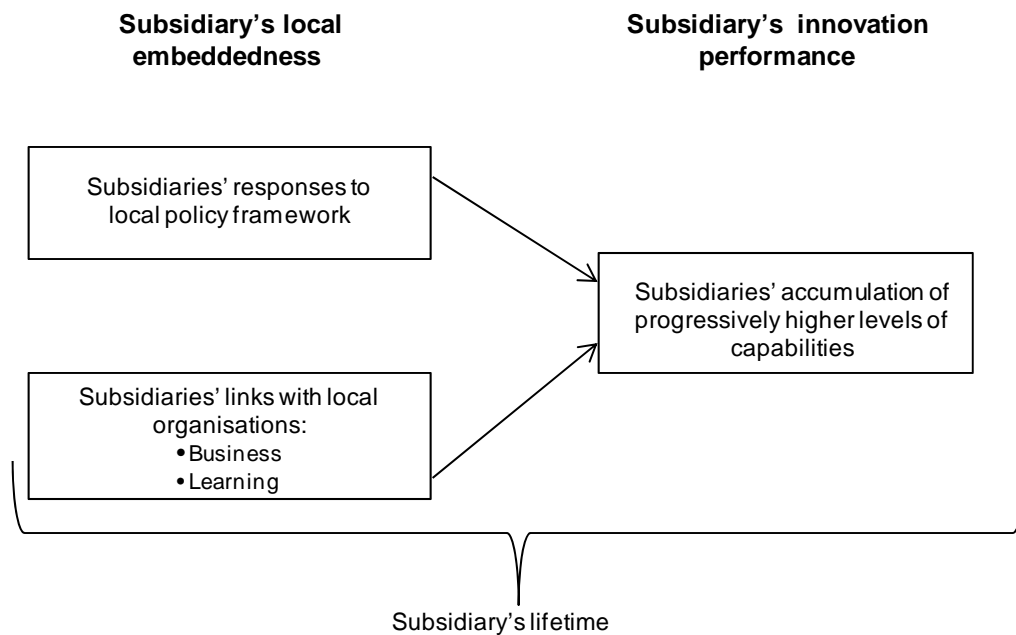 Subsidiary's local
embeddedness
Subsidiary's innovation
performance
Subsidiaries' responses to
local policy framework
Subsidiaries' accumulation of
progressively higher levels of
capabilities
Subsidiaries' links with local
organisations:
• Business
• Learning
Subsidiary's lifetime